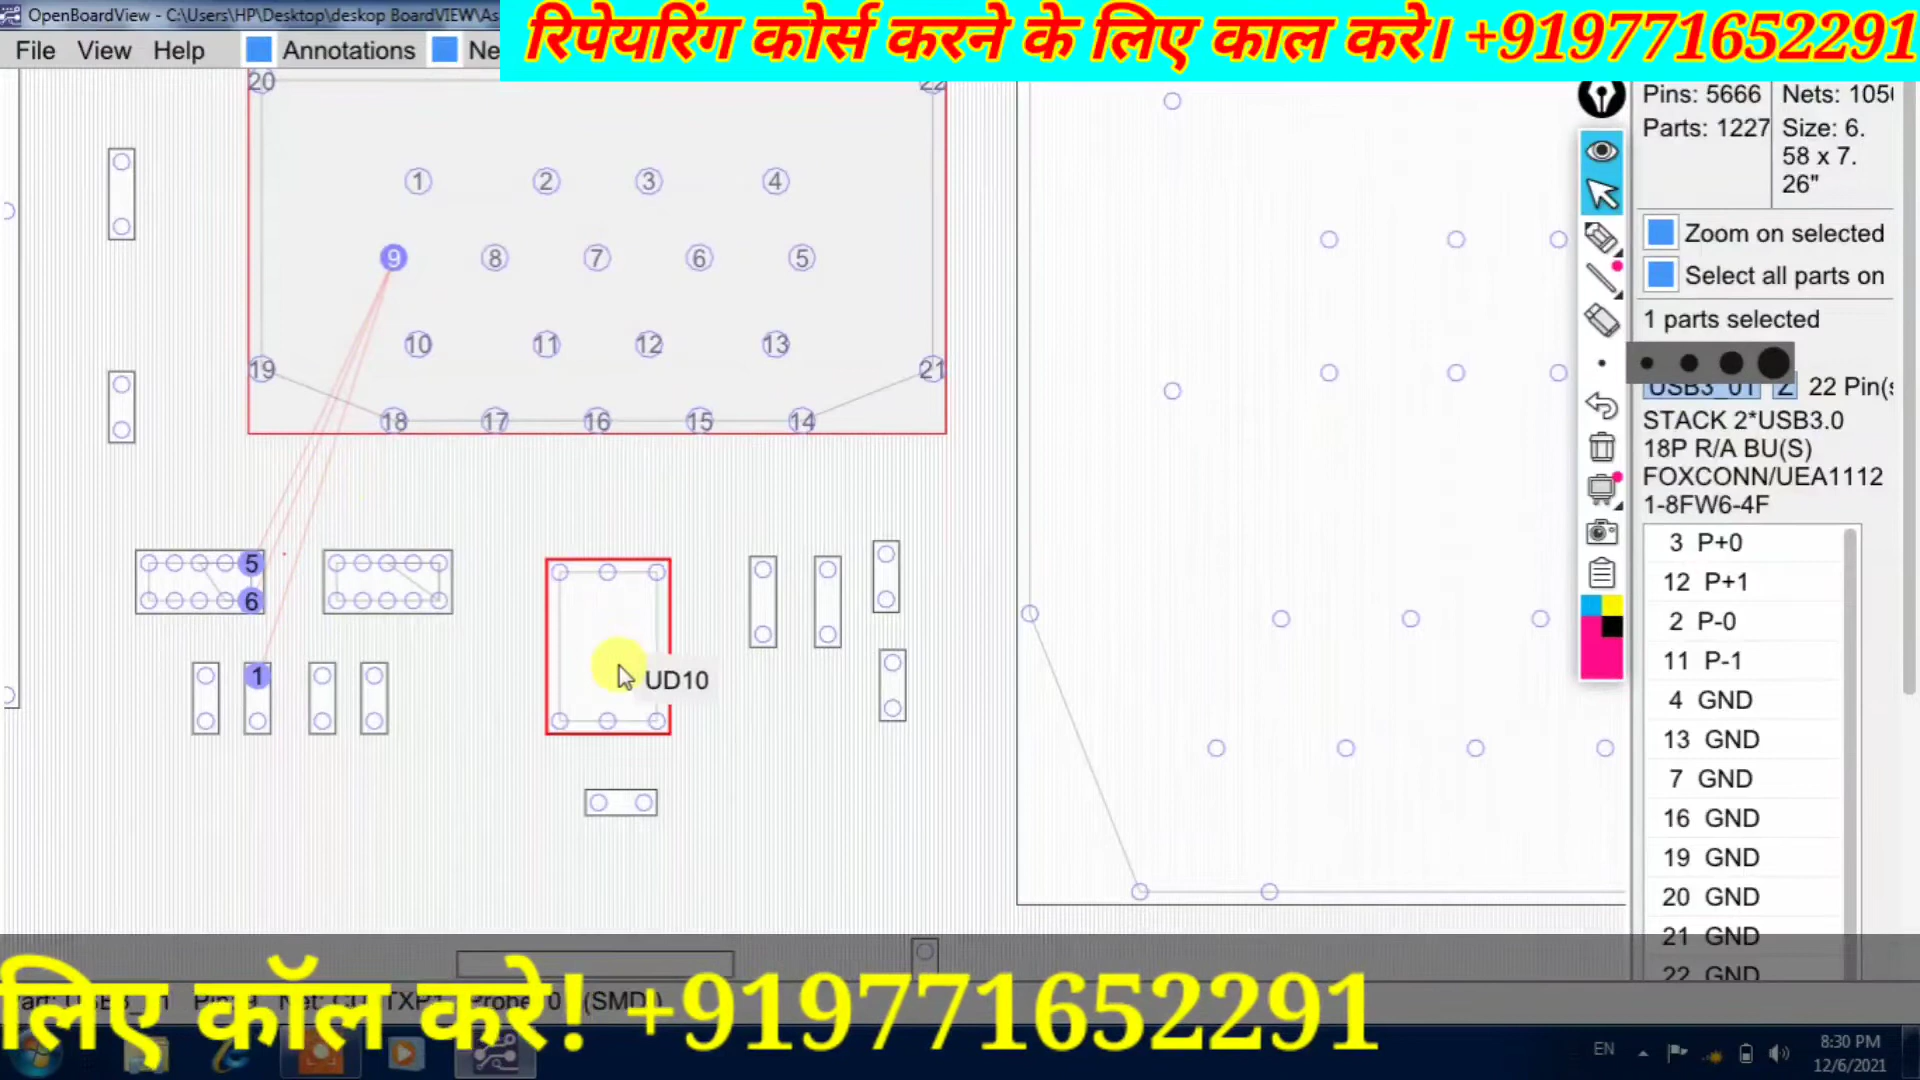 OpenBoardView - C:\Users\HP\Desktop\deskop BoardVIEW\As
रिपेयरिंग कोर्स करने के लिए काल करे। +919771652291
File View Help Annotations Ne
Pins: 5666
Nets: 105
Parts: 1227
Size: 6.
58 x 7.
26"
Zoom on selected
Select all parts on
1 parts selected
USB3_01 Z 22 Pin(s
STACK 2*USB3.0
18P R/A BU(S)
FOXCONN/UEA1112
1-8FW6-4F
3 P+0
12 P+1
2 P-0
11 P-1
4 GND
13 GND
7 GND
16 GND
19 GND
20 GND
21 GND
22 GND
20 22
1 2 3 4
9 8 7 6 5
10 11 12 13
19 21
18 17 16 15 14
5
6
1
UD10
लिए कॉल करे! +919771652291
EN
8:30 PM
12/6/2021